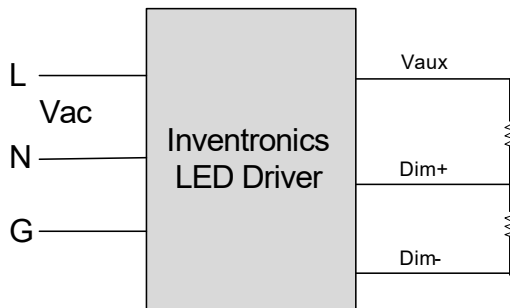 L
Vac
N
G
Inventronics
LED Driver
Vaux
Dim+
Dim-